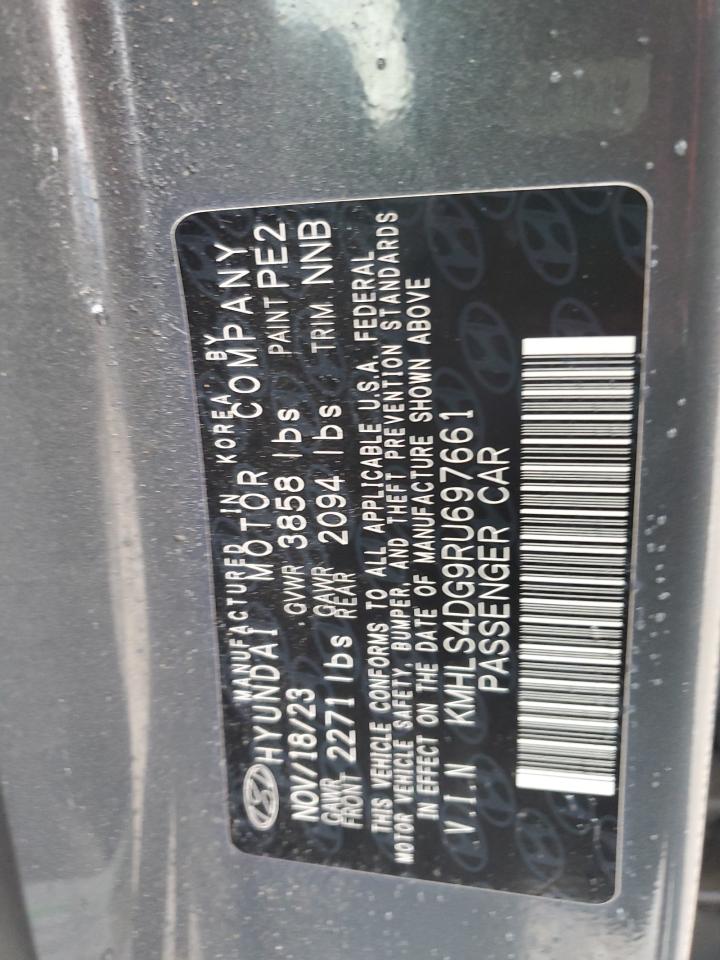 MANUFACTURED IN KOREA BY
HYUNDAI MOTOR COMPANY
NOV/18/23 GVWR 3858 lbs PAINT PE2
GAWR FRONT 2271 lbs GAWR REAR 2094 lbs TRIM NNB
THIS VEHICLE CONFORMS TO ALL APPLICABLE U.S.A. FEDERAL
MOTOR VEHICLE SAFETY, BUMPER, AND THEFT PREVENTION STANDARDS
IN EFFECT ON THE DATE OF MANUFACTURE SHOWN ABOVE
V.I.N KMHLS4DG9RU697661
PASSENGER CAR